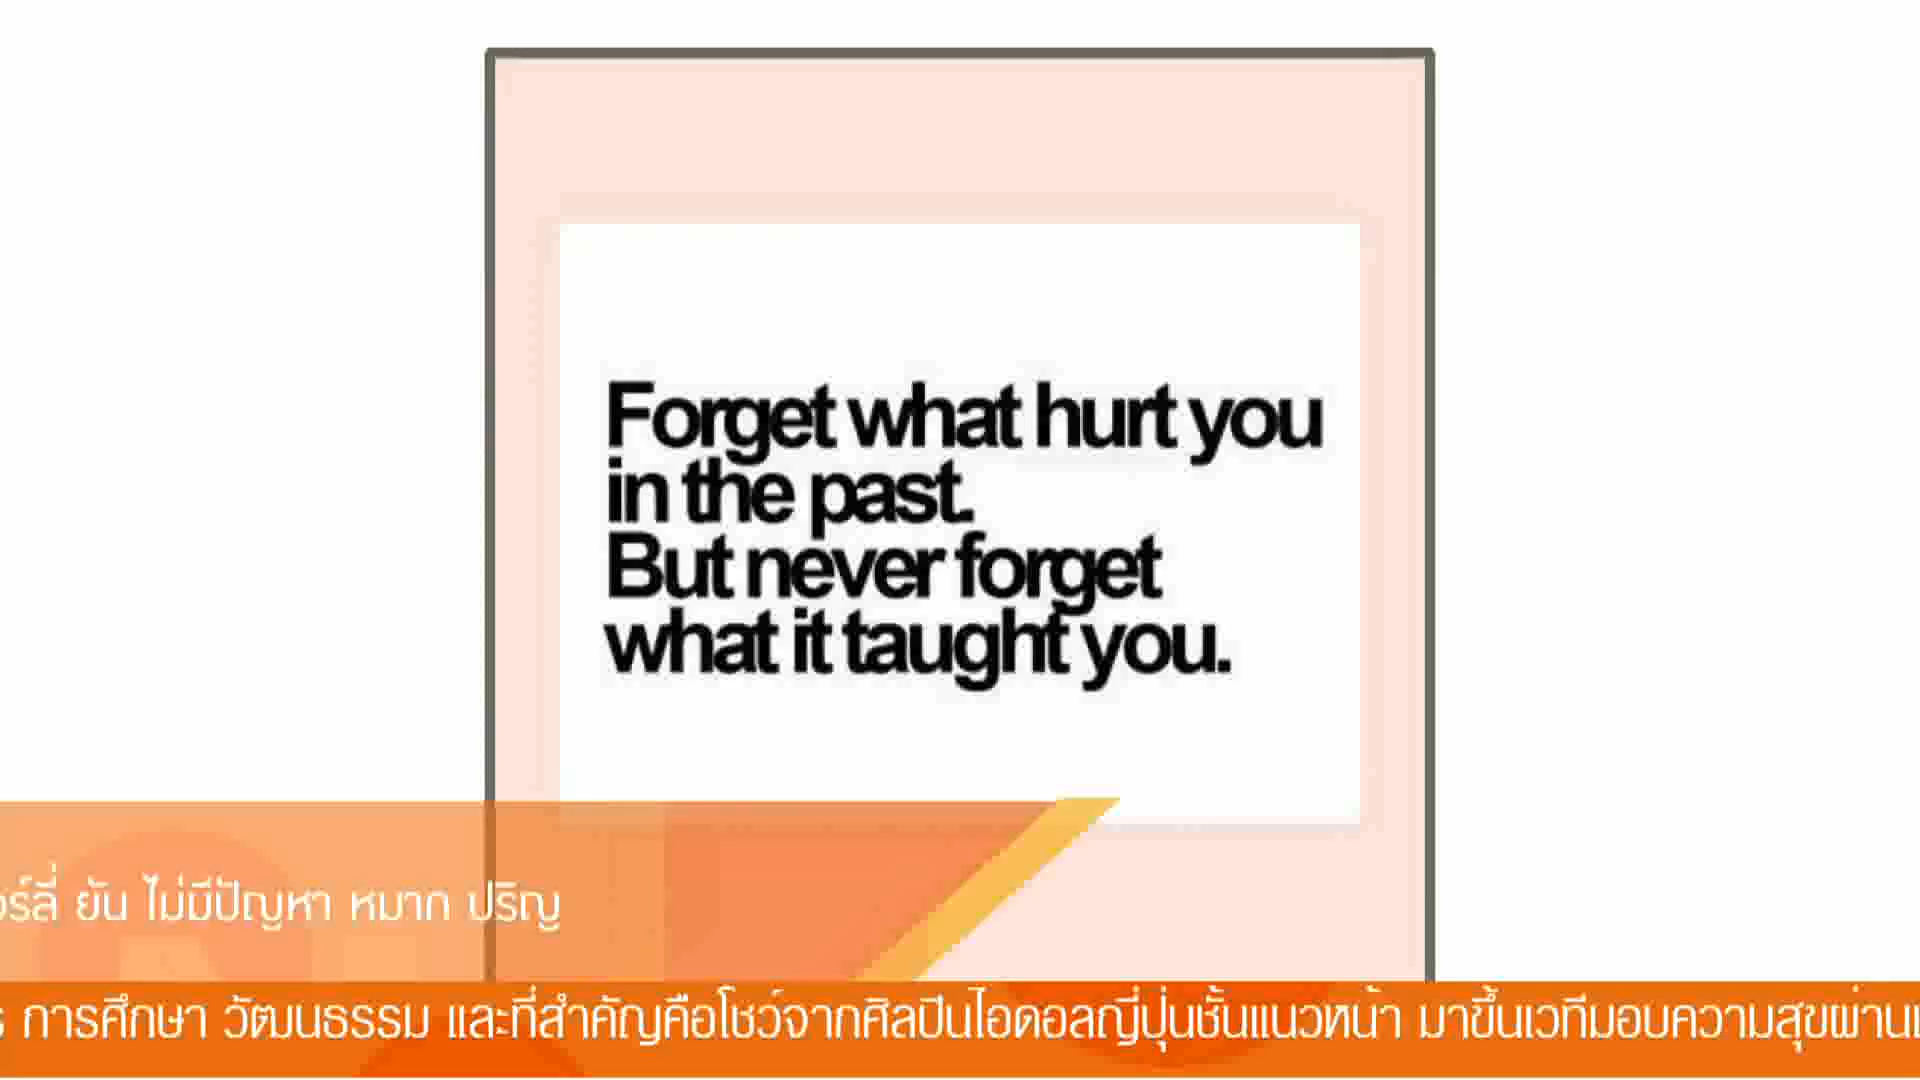 Forget what hurt you
in the past.
But never forget
what it taught you.
ร์ลี่ ยัน ไม่มีปัญหา หมาก ปริญ
การศึกษา วัฒนธรรม และที่สำคัญคือโชว์จากศิลปินไอดอลญี่ปุ่นชั้นแนวหน้า มาขึ้นเวทีมอบความสุขผ่าน